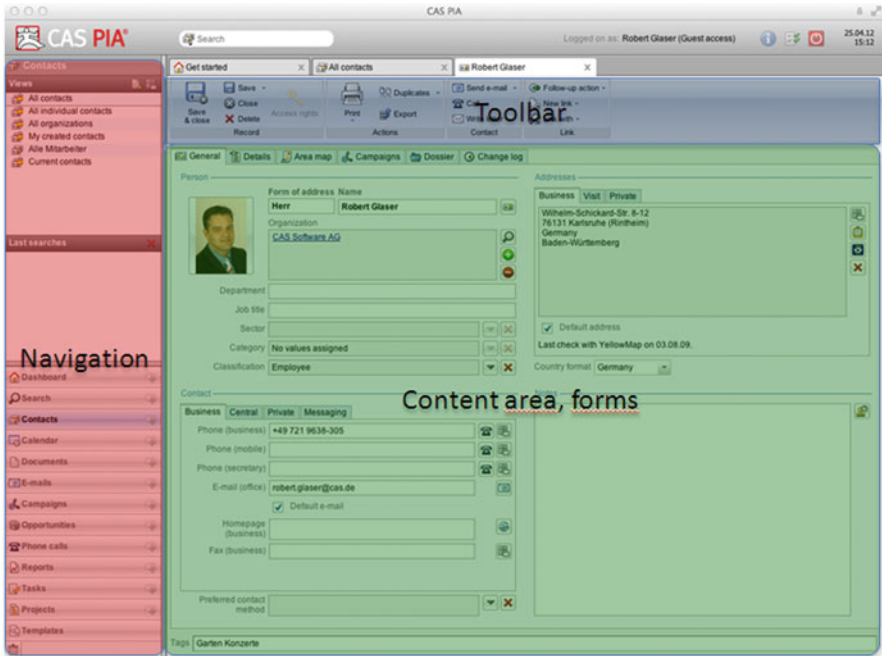 CAS PIA
CAS PIA®
Search
Logged on as: Robert Glaser (Guest access)
25.04.12
15:12
Contacts
Views
All contacts
All individual contacts
All organizations
My created contacts
Alle Mitarbeiter
Current contacts
Last searches
Navigation
Dashboard
Search
Contacts
Calendar
Documents
E-mails
Campaigns
Opportunities
Phone calls
Reports
Tasks
Projects
Templates
Get started x
All contacts x
Robert Glaser x
Save & close
Save
Close
Delete
Access rights
Record
Print
Duplicates
Export
Actions
Send e-mail
Contact
Follow-up action
New link
Link
Toolbar
General Details Area map Campaigns Dossier Change log
Person
Form of address Name
Herr Robert Glaser
Organization
CAS Software AG
Department
Job title
Sector
Category No values assigned
Classification Employee
Addresses
Business Visit Private
Wilhelm-Schickard-Str. 8-12
76131 Karlsruhe (Rintheim)
Germany
Baden-Württemberg
Default address
Last check with YellowMap on 03.08.09.
Country format Germany
Content area, forms
Contact
Business Central Private Messaging
Phone (business) +49 721 9638-305
Phone (mobile)
Phone (secretary)
E-mail (office) robert.glaser@cas.de
Default e-mail
Homepage (business)
Fax (business)
Preferred contact method
Notes
Tags Garten Konzerte